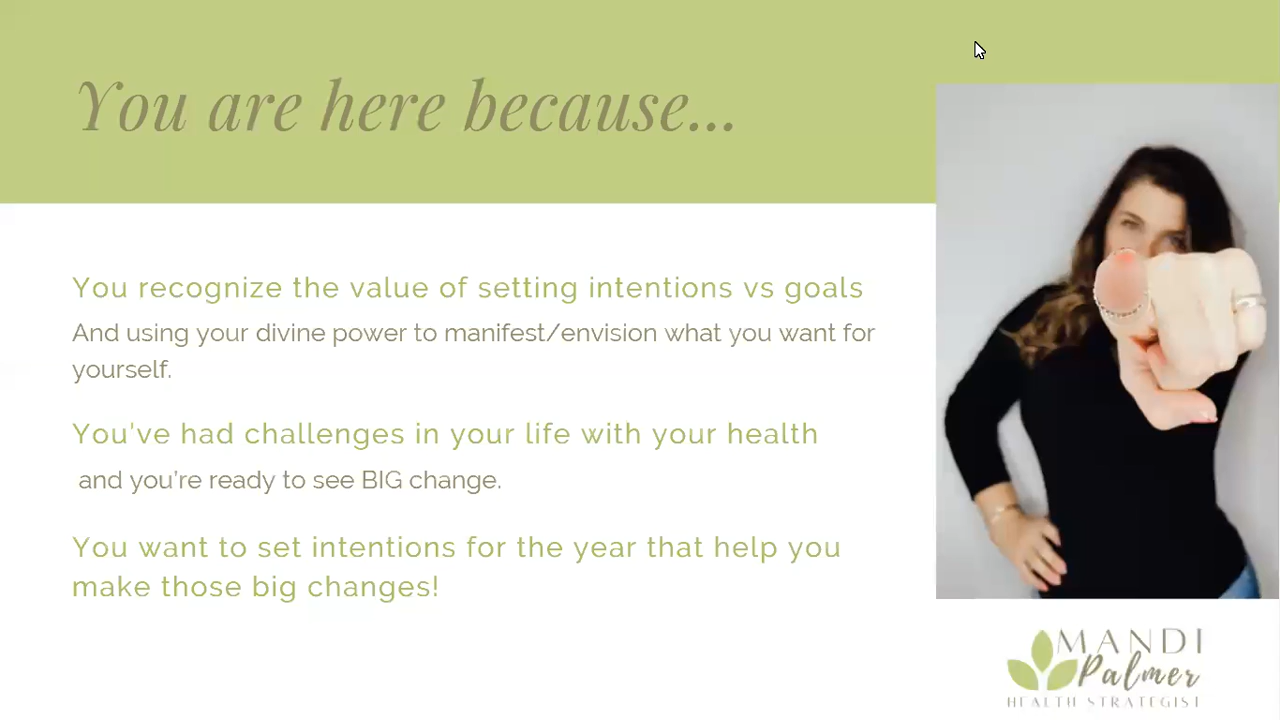 You are here because...
You recognize the value of setting intentions vs goals
And using your divine power to manifest/envision what you want for
yourself.
You've had challenges in your life with your health
and you're ready to see BIG change.
You want to set intentions for the year that help you
make those big changes!
MANDI
Palmer
HEALTH STRATEGIST